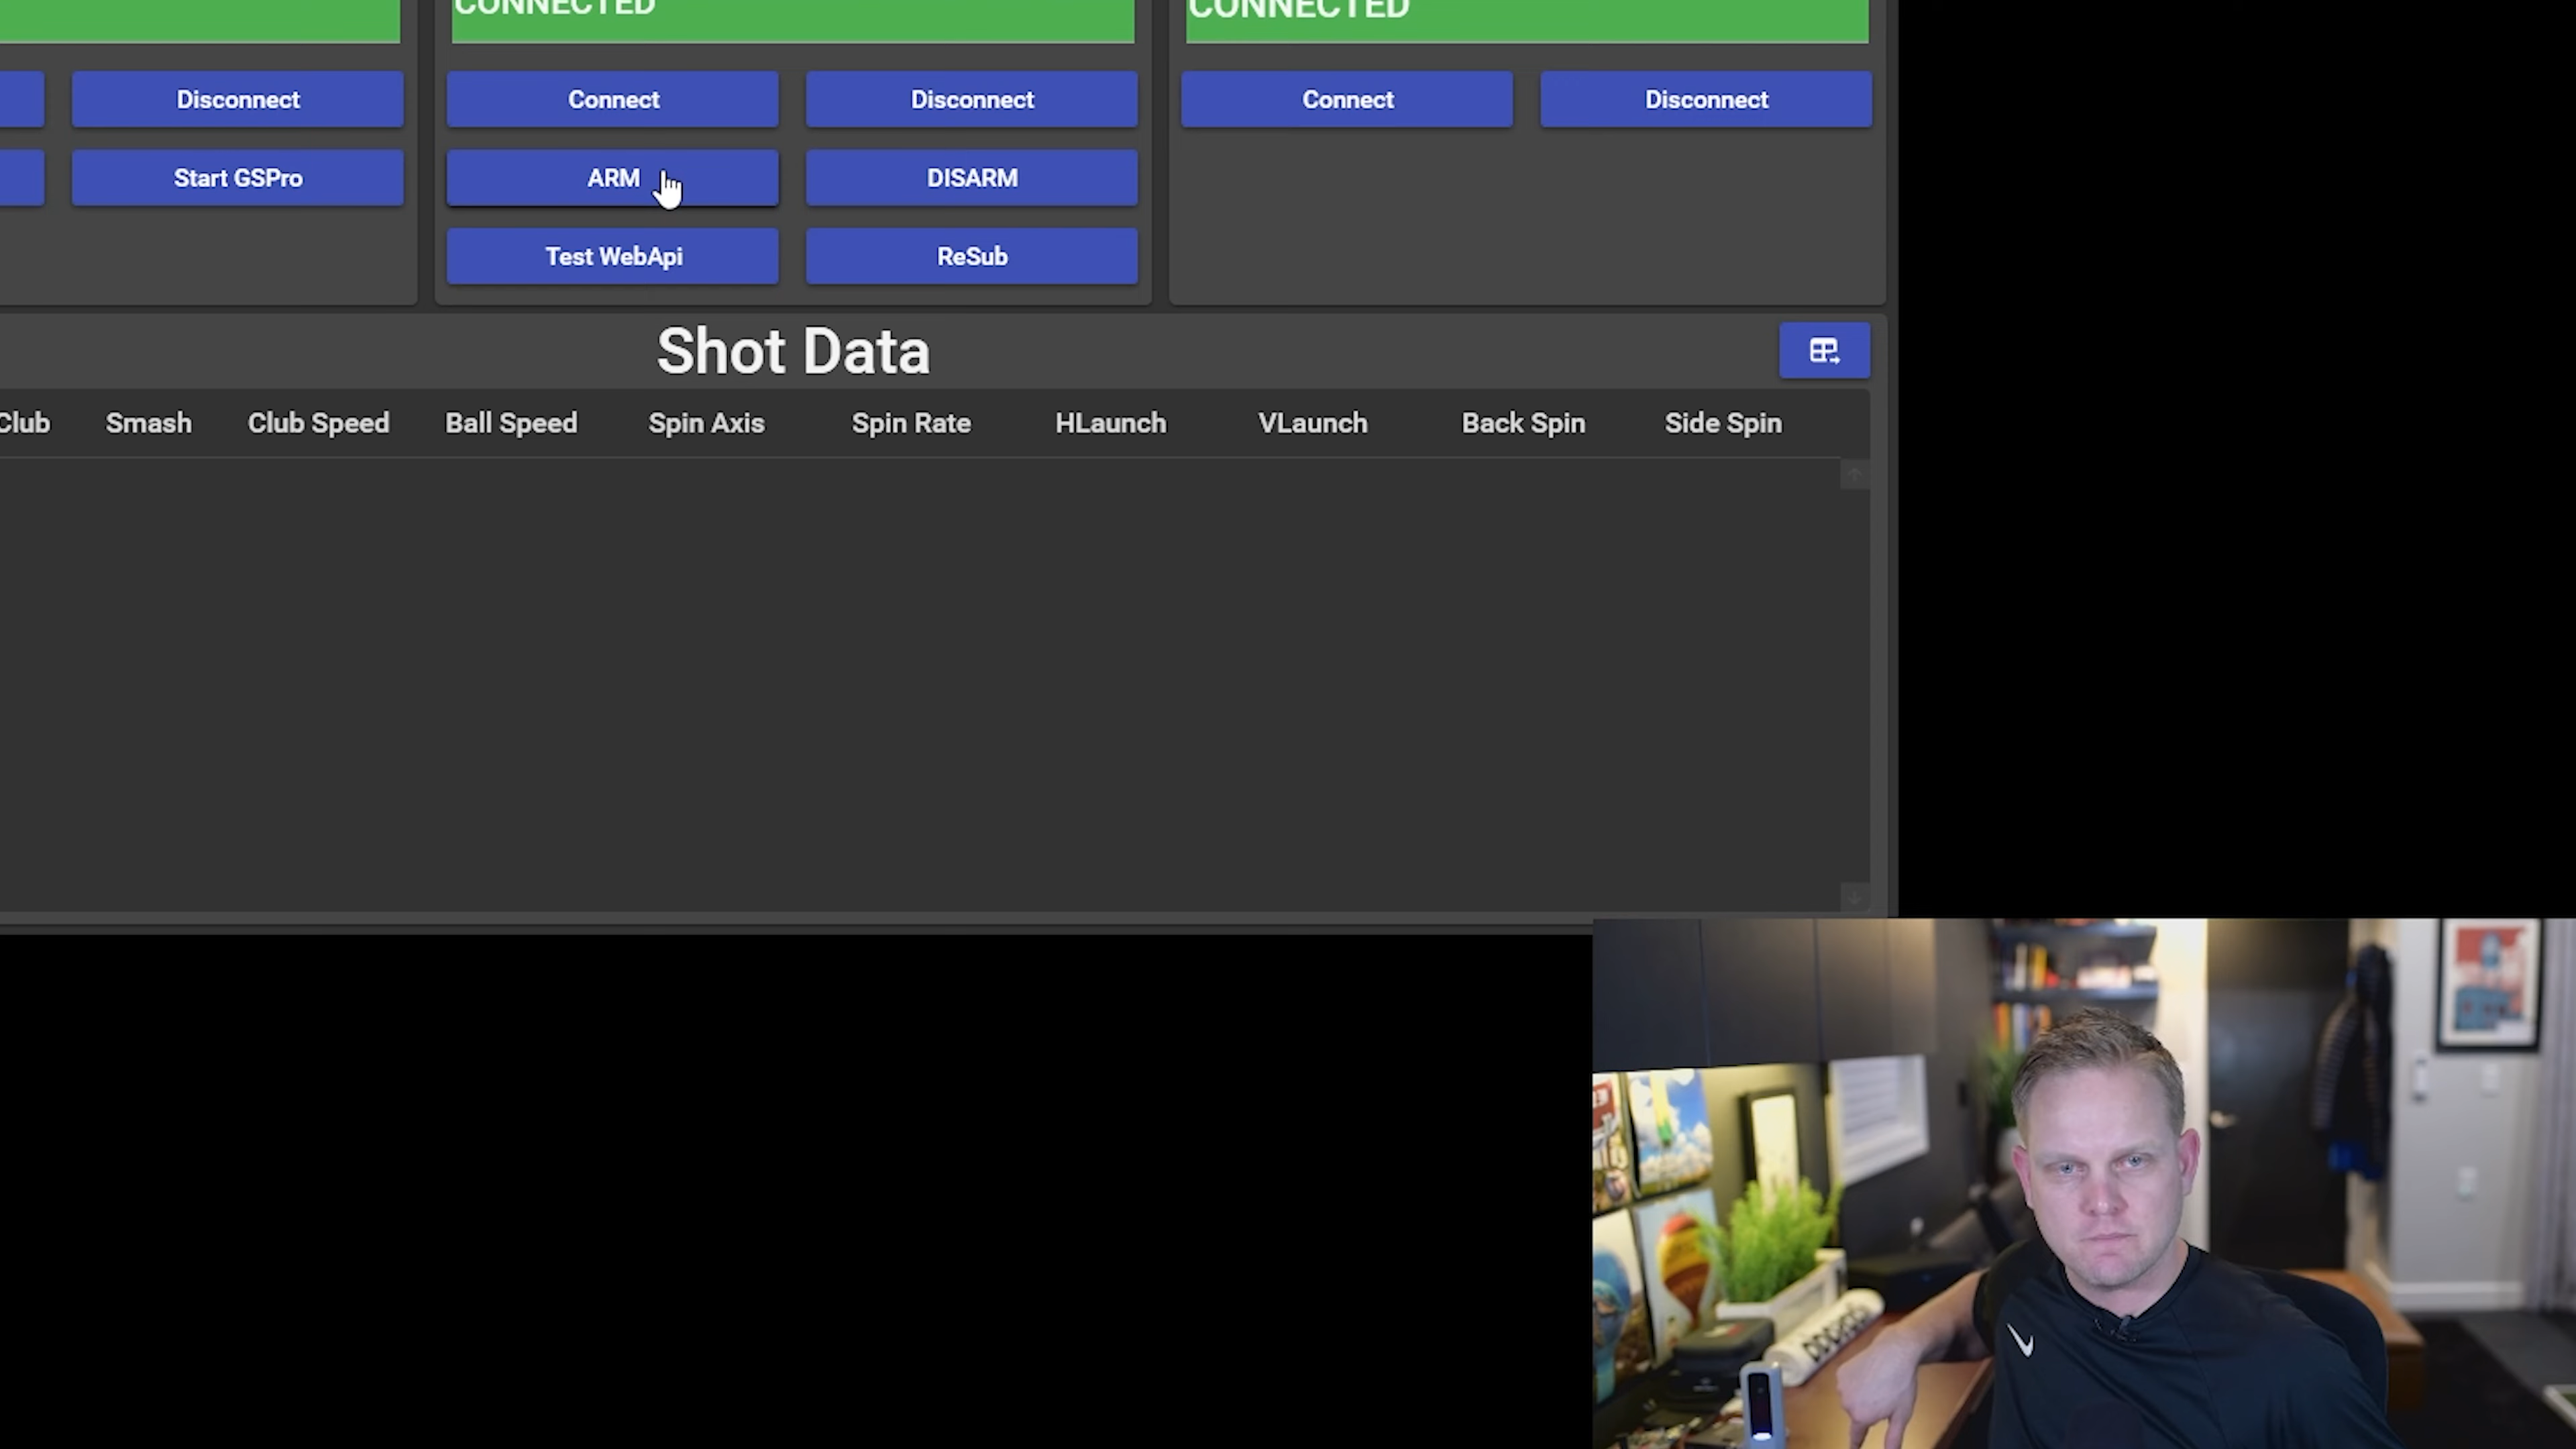 CONNECTED CONNECTED
Disconnect Connect Disconnect Connect Disconnect
Start GSPro ARM DISARM
Test WebApi ReSub
Shot Data
Club Smash Club Speed Ball Speed Spin Axis Spin Rate HLaunch VLaunch Back Spin Side Spin